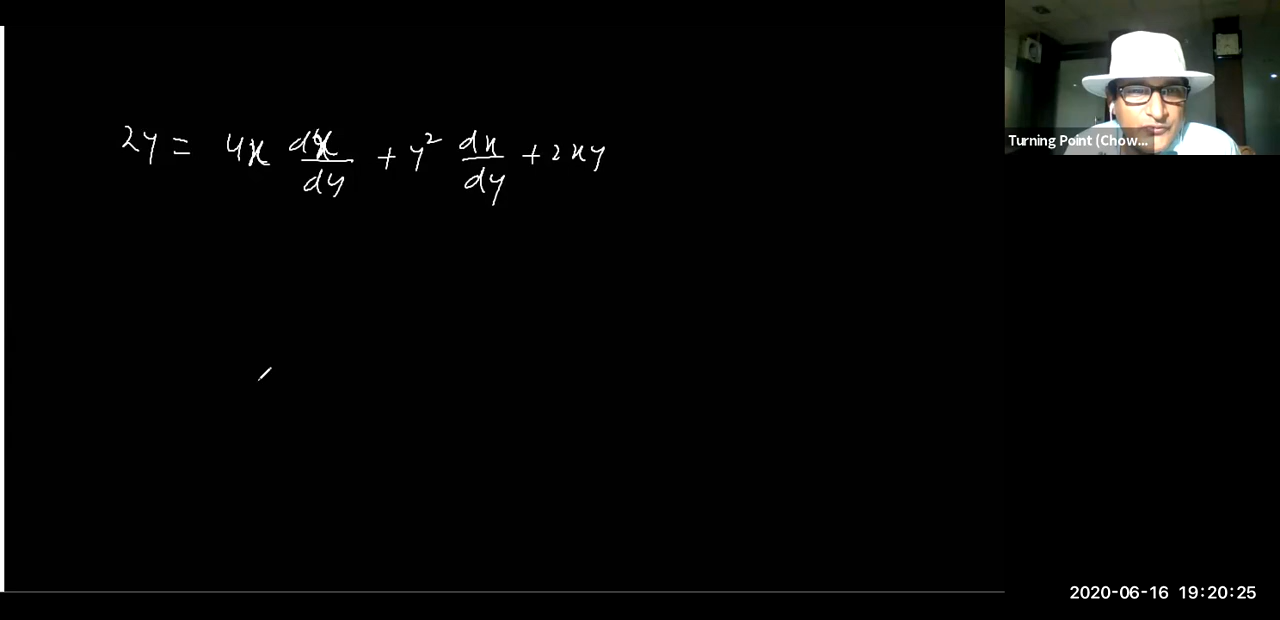 2y = 4x dx/dy + y² dx/dy + 2xy
Turning Point (Chow...
2020-06-16 19:20:25